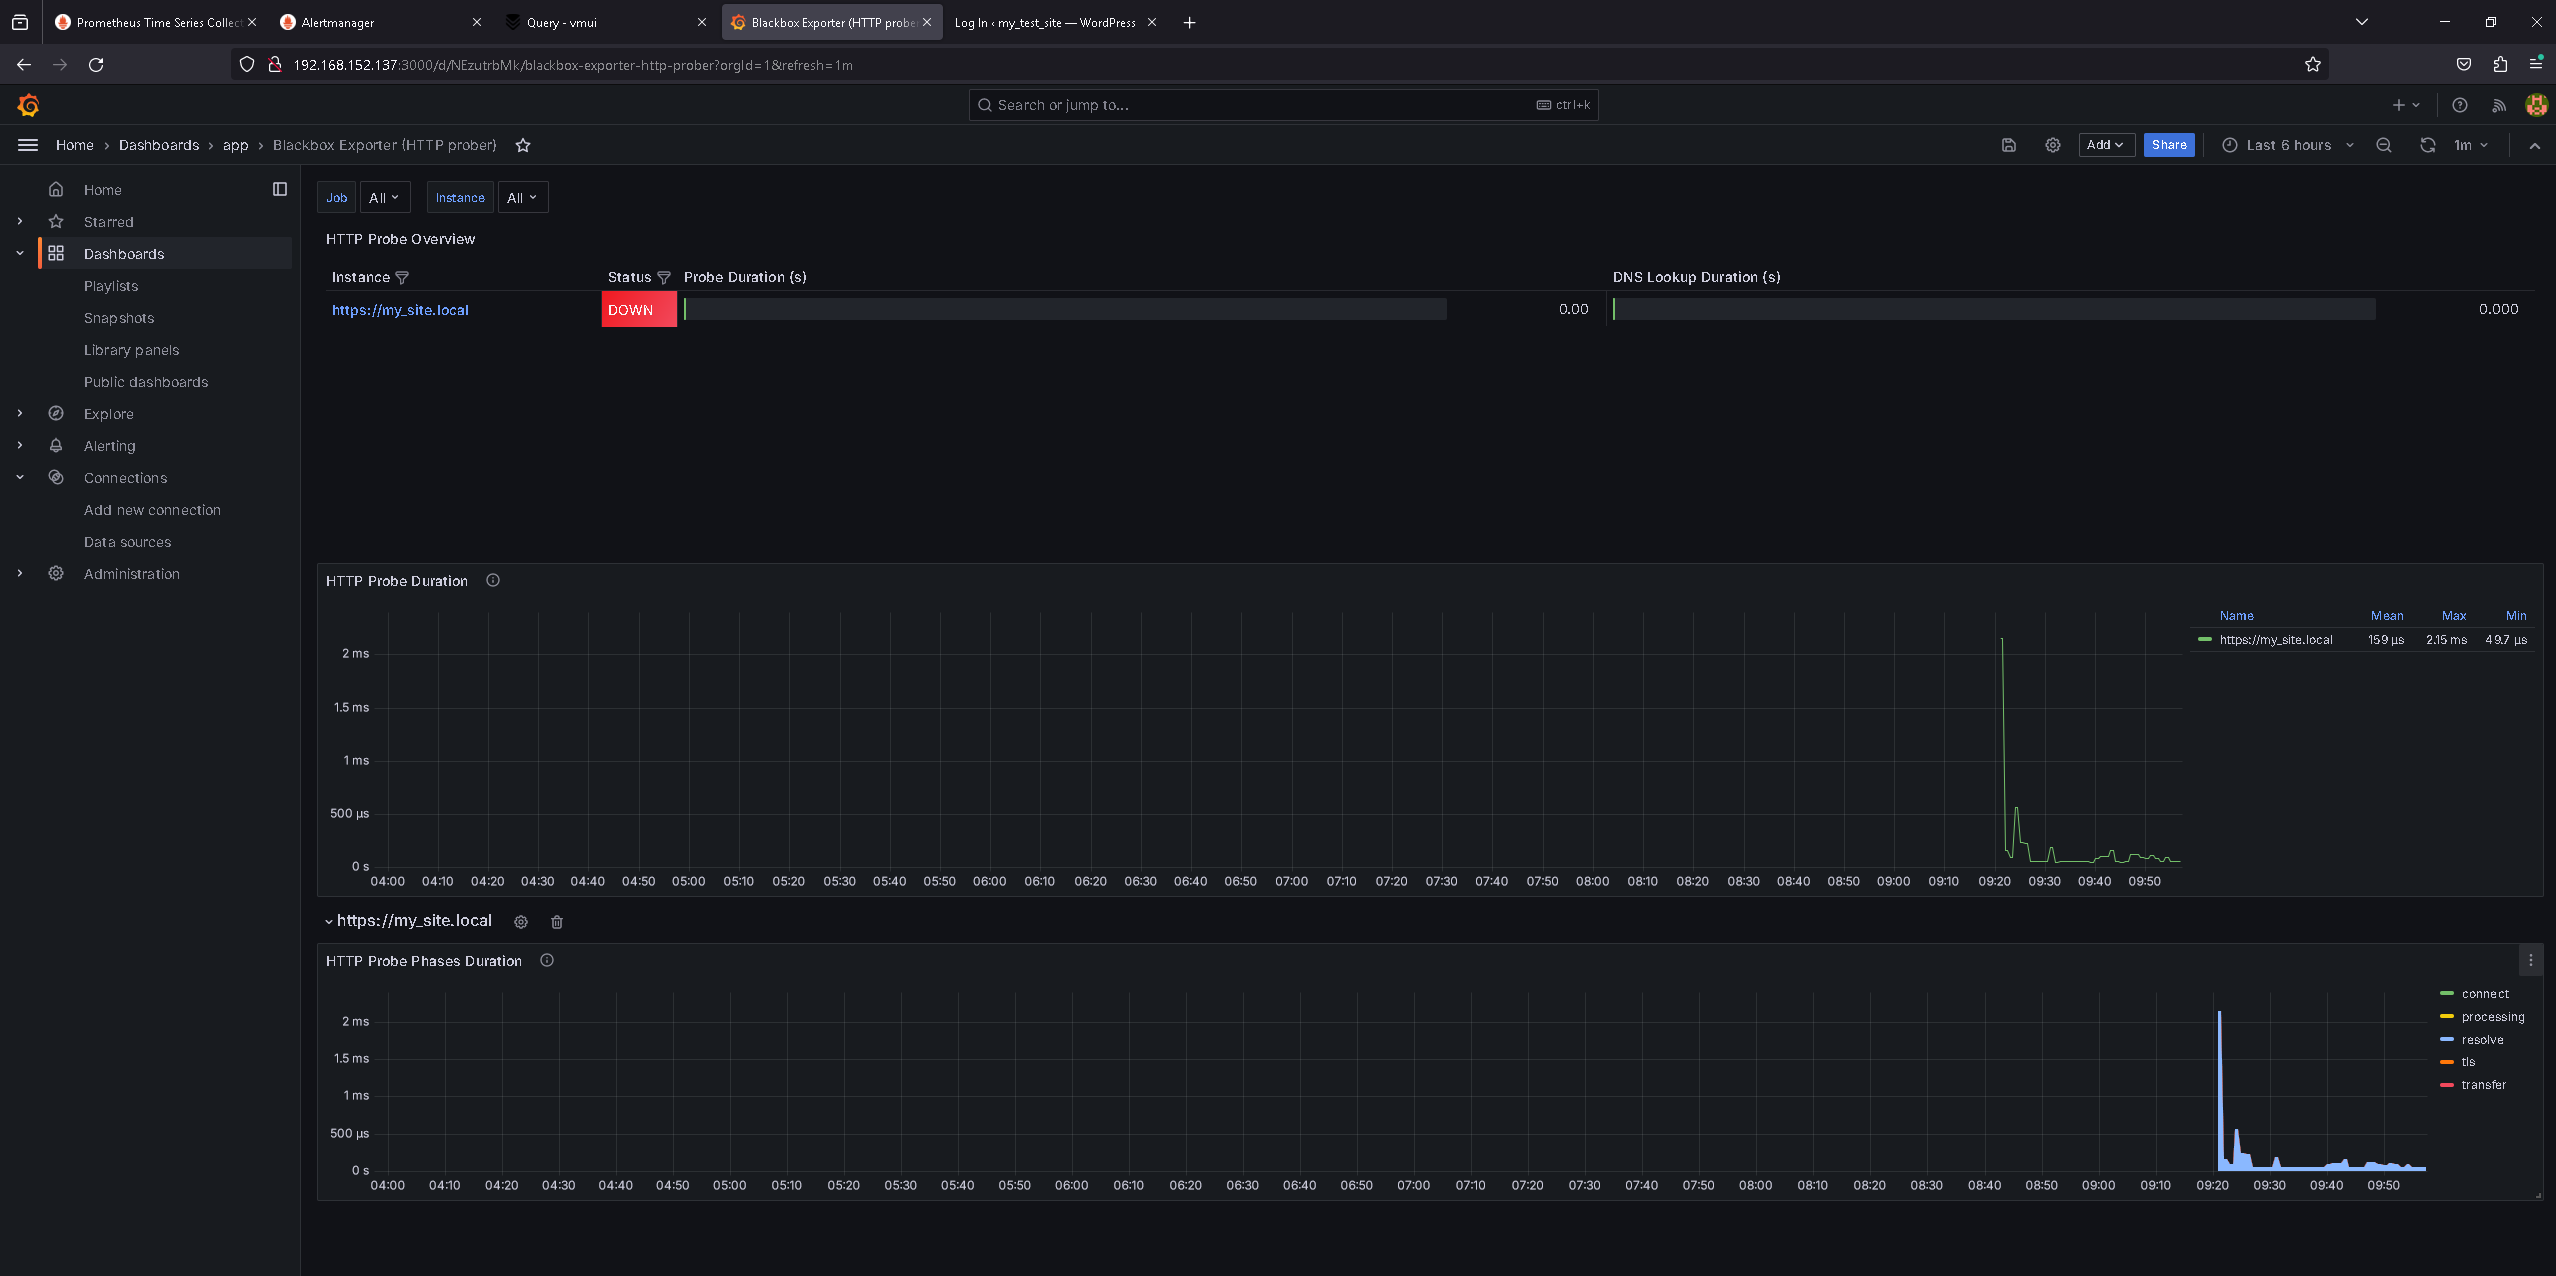 Prometheus Time Series Collect
Alertmanager
Query - vmui
Blackbox Exporter (HTTP prober
Log In ‹ my_test_site — WordPress
192.168.152.137:3000/d/NEzutrbMk/blackbox-exporter-http-prober?orgId=1&refresh=1m
Search or jump to...
ctrl+k
Home › Dashboards › app › Blackbox Exporter (HTTP prober)
Add
Share
Last 6 hours
1m
Home
Starred
Dashboards
Playlists
Snapshots
Library panels
Public dashboards
Explore
Alerting
Connections
Add new connection
Data sources
Administration
Job All Instance All
HTTP Probe Overview
Instance Status Probe Duration (s) DNS Lookup Duration (s)
https://my_site.local DOWN 0.00 0.000
HTTP Probe Duration
2 ms
1.5 ms
1 ms
500 µs
0 s
04:00 04:10 04:20 04:30 04:40 04:50 05:00 05:10 05:20 05:30 05:40 05:50 06:00 06:10 06:20 06:30 06:40 06:50 07:00 07:10 07:20 07:30 07:40 07:50 08:00 08:10 08:20 08:30 08:40 08:50 09:00 09:10 09:20 09:30 09:40 09:50
Name Mean Max Min
https://my_site.local 159 µs 2.15 ms 49.7 µs
https://my_site.local
HTTP Probe Phases Duration
2 ms
1.5 ms
1 ms
500 µs
0 s
04:00 04:10 04:20 04:30 04:40 04:50 05:00 05:10 05:20 05:30 05:40 05:50 06:00 06:10 06:20 06:30 06:40 06:50 07:00 07:10 07:20 07:30 07:40 07:50 08:00 08:10 08:20 08:30 08:40 08:50 09:00 09:10 09:20 09:30 09:40 09:50
connect
processing
resolve
tls
transfer